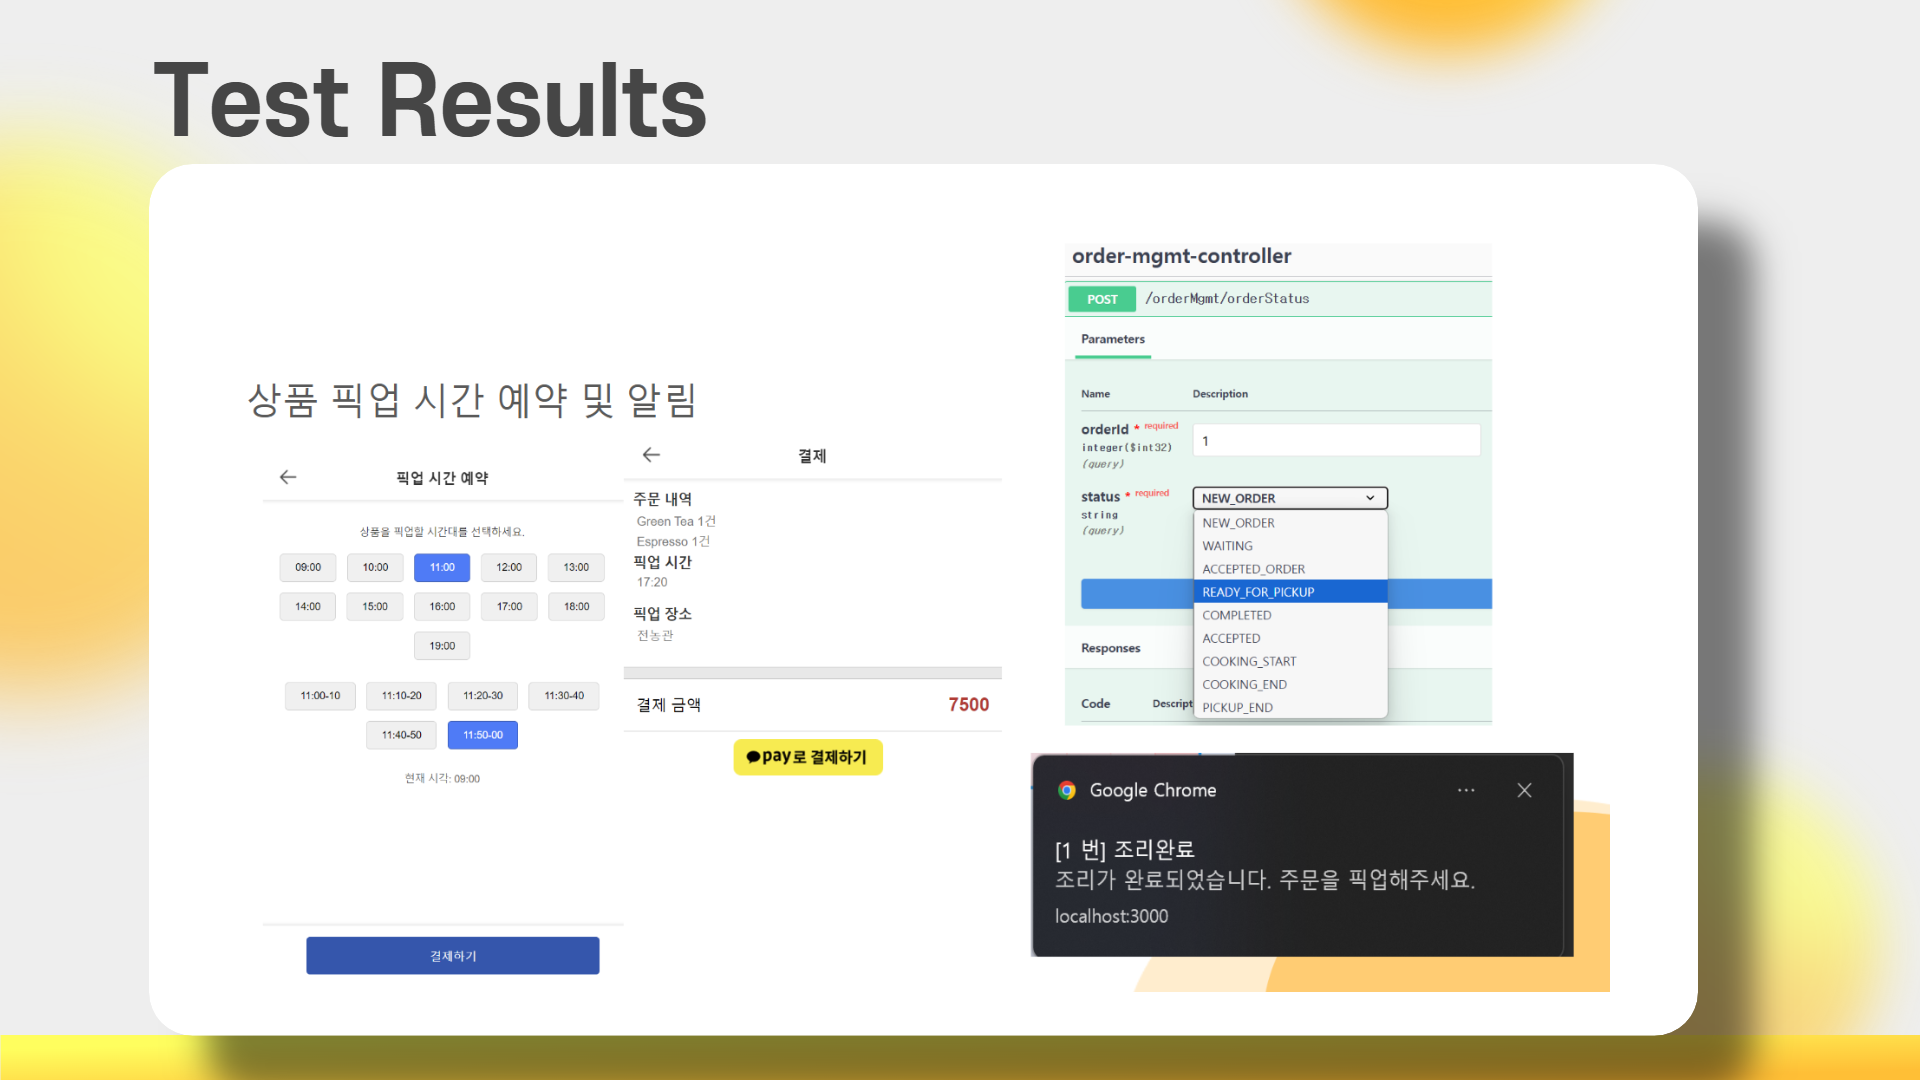 Test Results
상품 픽업 시간 예약 및 알림
픽업 시간 예약
상품을 픽업할 시간대를 선택하세요.
09:00 10:00 11:00 12:00 13:00
14:00 15:00 16:00 17:00 18:00
19:00
11:00-10 11:10-20 11:20-30 11:30-40
11:40-50 11:50-00
현재 시각: 09:00
결제하기
결제
주문 내역
Green Tea 1건
Espresso 1건
픽업 시간
17:20
픽업 장소
전농관
결제 금액 7500
pay로 결제하기
order-mgmt-controller
POST /orderMgmt/orderStatus
Parameters
Name Description
orderId * required
integer($int32)
(query)
1
status * required
string
(query)
NEW_ORDER
NEW_ORDER
WAITING
ACCEPTED_ORDER
READY_FOR_PICKUP
COMPLETED
ACCEPTED
COOKING_START
COOKING_END
PICKUP_END
Responses
Code Descript
Google Chrome
[1 번] 조리완료
조리가 완료되었습니다. 주문을 픽업해주세요.
localhost:3000